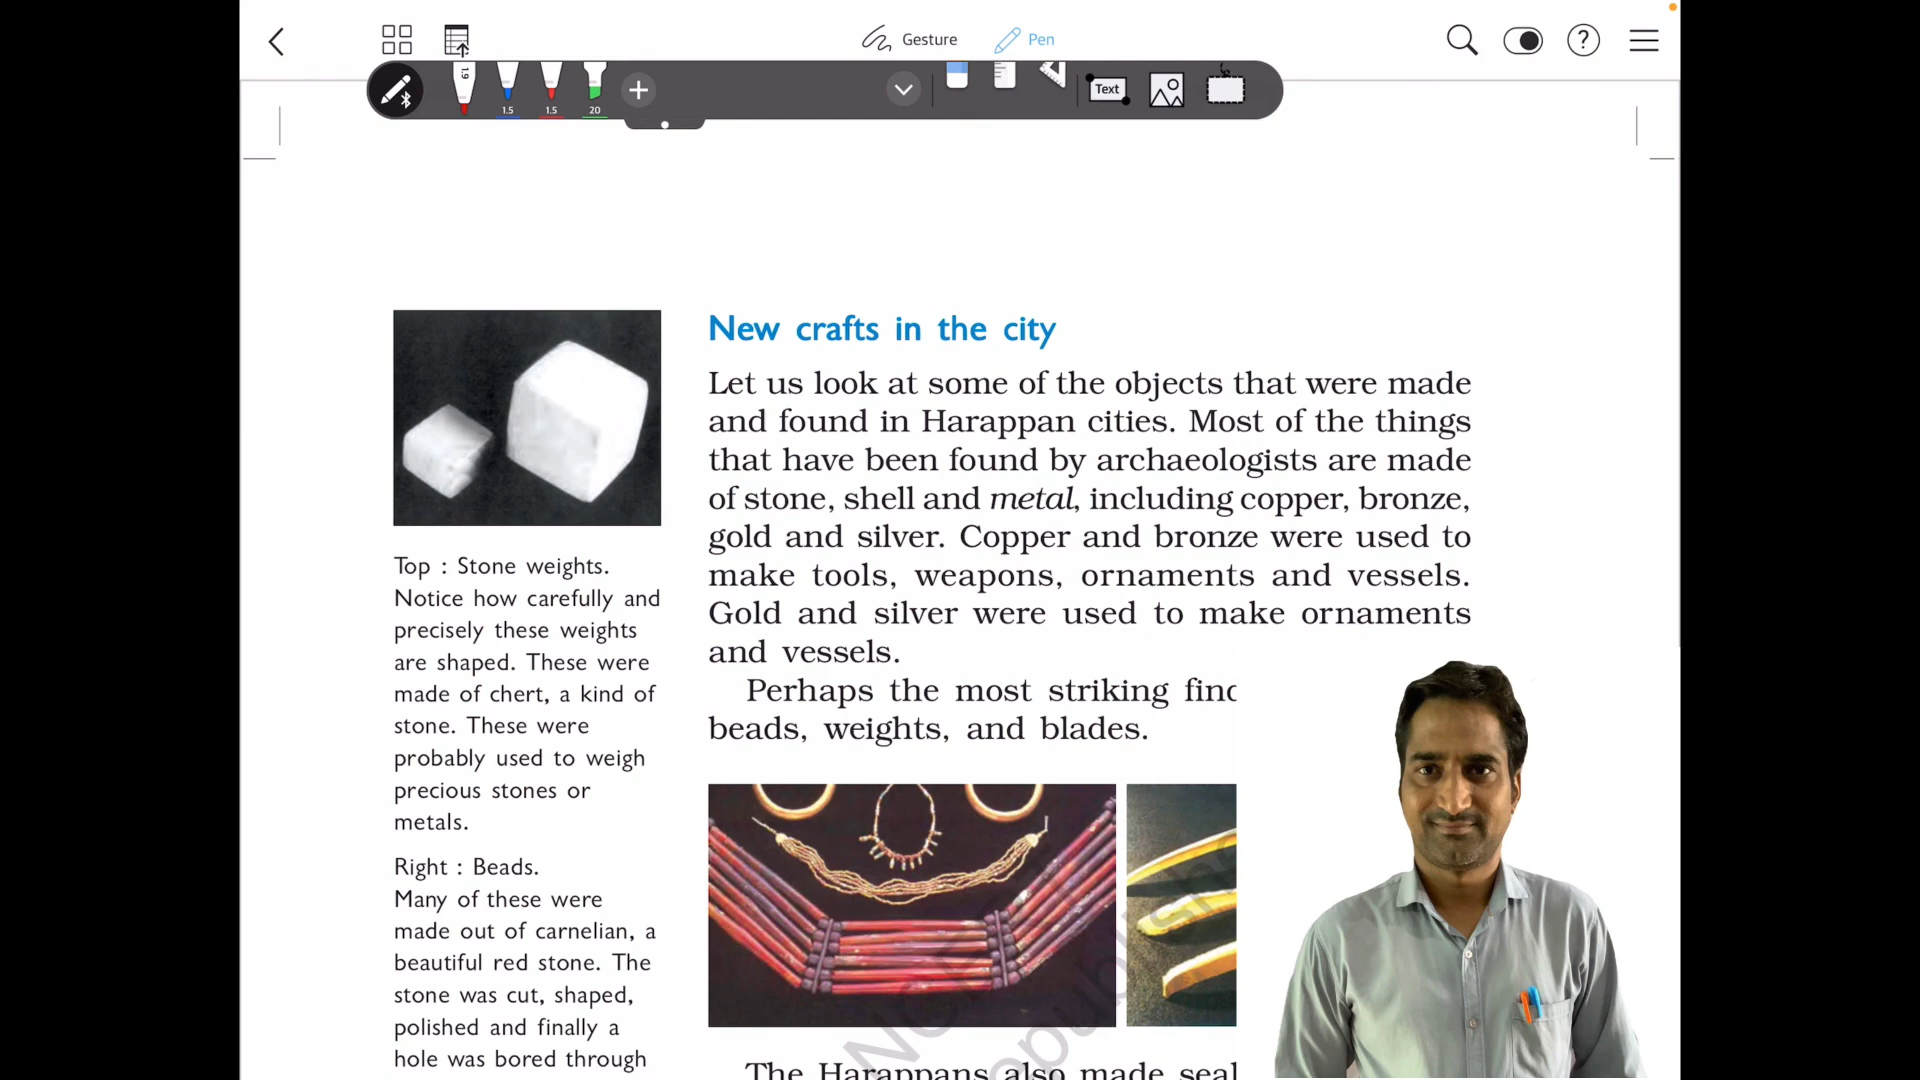 Gesture
Pen
1.9
1.5
1.5
20
Text
New crafts in the city
Let us look at some of the objects that were made
and found in Harappan cities. Most of the things
that have been found by archaeologists are made
of stone, shell and metal, including copper, bronze,
gold and silver. Copper and bronze were used to
make tools, weapons, ornaments and vessels.
Gold and silver were used to make ornaments
and vessels.
Perhaps the most striking
beads, weights, and blades.
The Harappans also made
Top : Stone weights.
Notice how carefully and
precisely these weights
are shaped. These were
made of chert, a kind of
stone. These were
probably used to weigh
precious stones or
metals.
Right : Beads.
Many of these were
made out of carnelian, a
beautiful red stone. The
stone was cut, shaped,
polished and finally a
hole was bored through